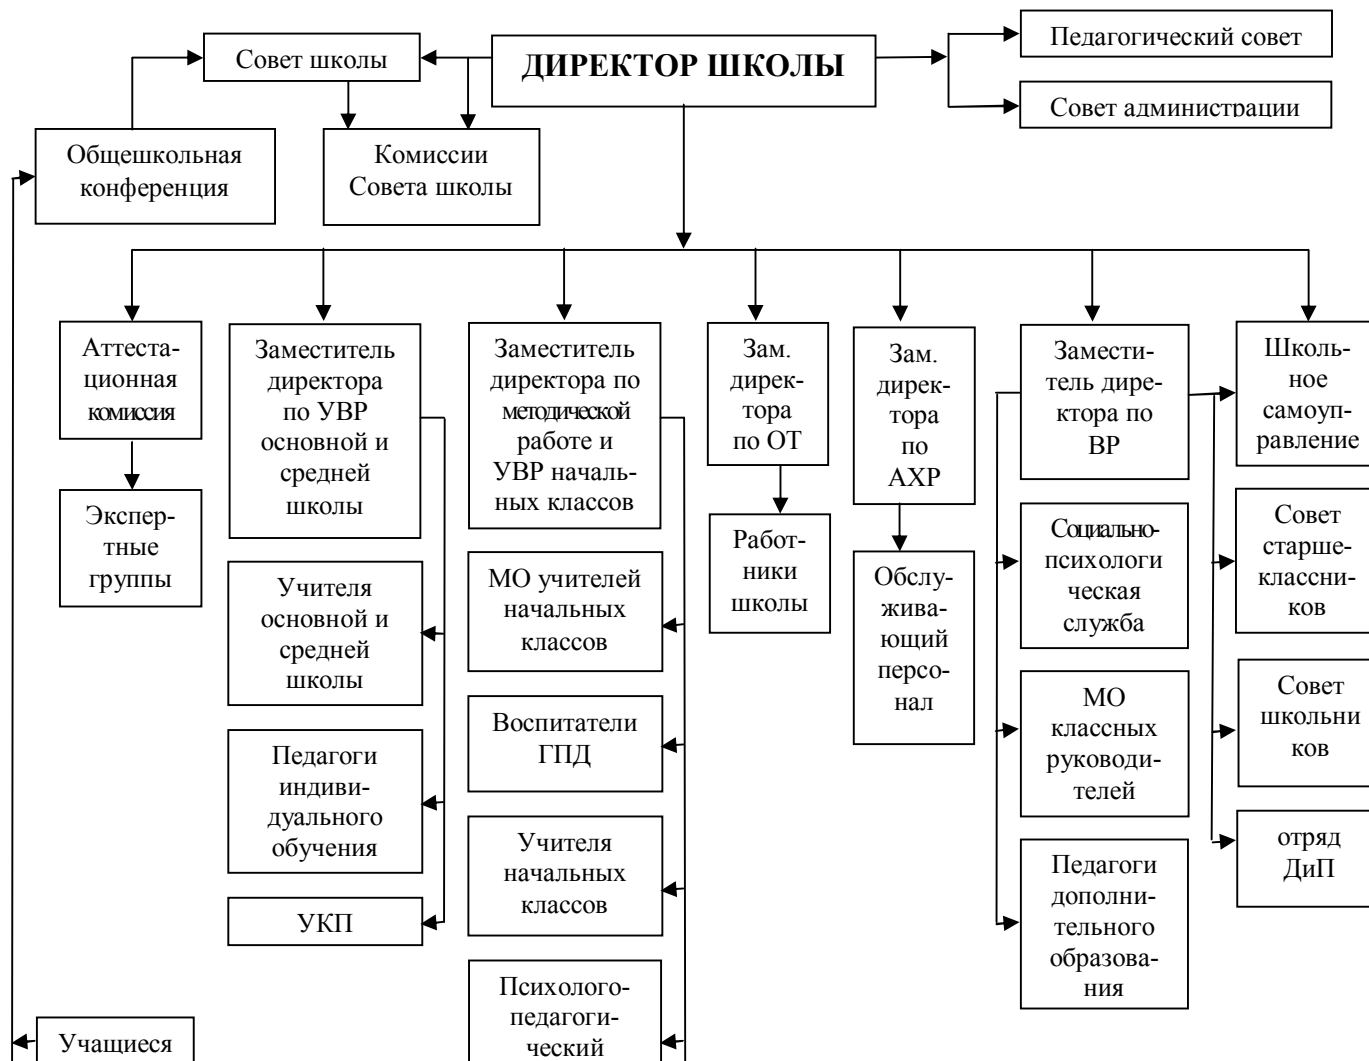 Совет школы
ДИРЕКТОР ШКОЛЫ
Педагогический совет
Совет администрации
Общешкольная
конференция
Комиссии
Совета школы
Аттеста-
ционная
комиссия
Экспер-
тные
группы
Заместитель
директора
по УВР
основной и
средней
школы
Учителя
основной и
средней
школы
Педагоги
индиви-
дуального
обучения
УКП
Заместитель
директора по
методической
работе и
УВР началь-
ных классов
МО учителей
начальных
классов
Воспитатели
ГПД
Учителя
начальных
классов
Психолого-
педагоги-
ческий
Зам.
дирек-
тора
по ОТ
Работ-
ники
школы
Зам.
дирек-
тора
по
АХР
Обслу-
жива-
ющий
персо-
нал
Замести-
тель дире-
ктора по
ВР
Социально-
психологи
ческая
служба
МО
классных
руководи-
телей
Педагоги
дополни-
тельного
образова-
ния
Школь-
ное
самоуп-
равление
Совет
старше-
классни-
ков
Совет
школьни
ков
отряд
ДиП
Учащиеся